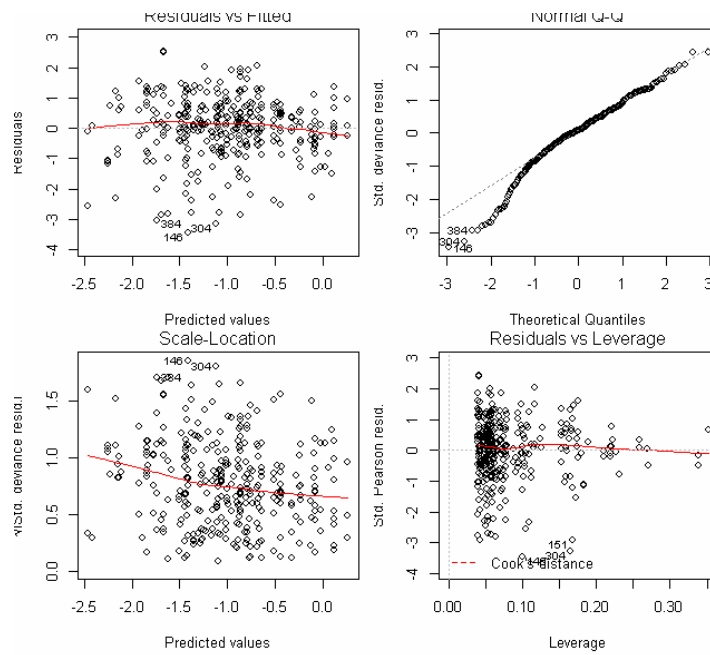 Residuals vs Fitted
Residuals
2
1
0
-1
-2
-3
-4
384
304
146
-2.5 -2.0 -1.5 -1.0 -0.5 0.0
Predicted values
Normal Q-Q
Std. deviance resid.
3
2
1
0
-1
-2
-3
384
304
146
-3 -2 -1 0 1 2 3
Theoretical Quantiles
Scale-Location
Std. deviance resid.
1.5
1.0
0.5
0.0
146
304
384
-2.5 -2.0 -1.5 -1.0 -0.5 0.0
Predicted values
Residuals vs Leverage
Std. Pearson resid.
3
2
1
0
-1
-2
-3
-4
151
304
146
Cook's distance
0.00 0.10 0.20 0.30
Leverage